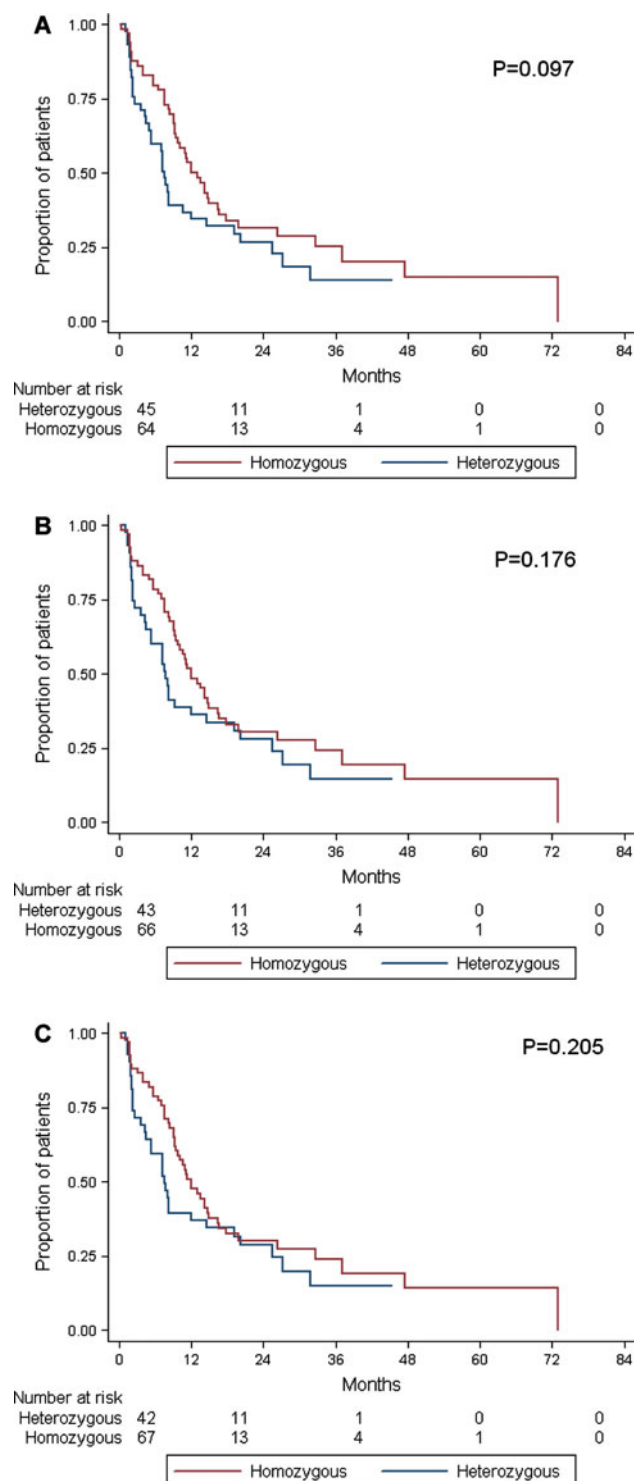 A
P=0.097
Proportion of patients
1.00
0.75
0.50
0.25
0.00
0 12 24 36 48 60 72 84
Months
Number at risk
Heterozygous 45 11 1 0 0
Homozygous 64 13 4 1 0
Homozygous Heterozygous
B
P=0.176
Proportion of patients
1.00
0.75
0.50
0.25
0.00
0 12 24 36 48 60 72 84
Months
Number at risk
Heterozygous 43 11 1 0 0
Homozygous 66 13 4 1 0
Homozygous Heterozygous
C
P=0.205
Proportion of patients
1.00
0.75
0.50
0.25
0.00
0 12 24 36 48 60 72 84
Months
Number at risk
Heterozygous 42 11 1 0 0
Homozygous 67 13 4 1 0
Homozygous Heterozygous